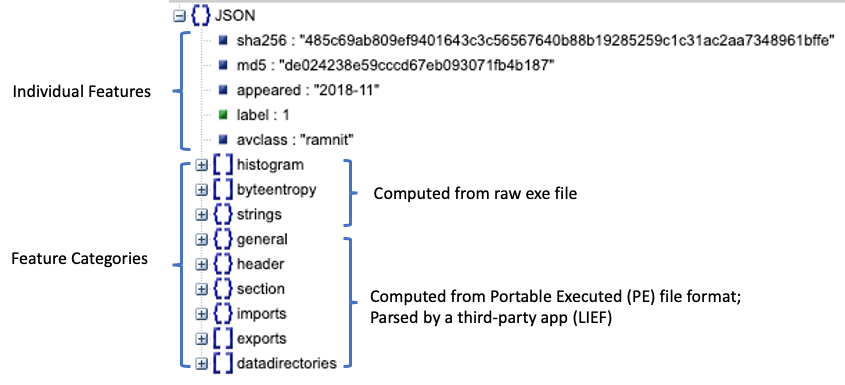 JSON
sha256 : "485c69ab809ef9401643c3c56567640b88b19285259c1c31ac2aa7348961bffe"
md5 : "de024238e59cccd67eb093071fb4b187"
Individual Features
appeared : "2018-11"
label : 1
avclass : "ramnit"
histogram
byteentropy
Computed from raw exe file
strings
general
Feature Categories
header
section
Computed from Portable Executed (PE) file format;
imports
Parsed by a third-party app (LIEF)
exports
datadirectories